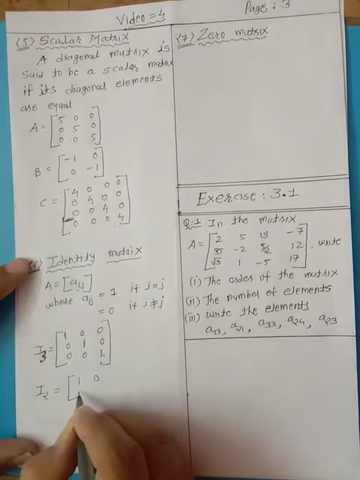 Video = 4
Page : 3
(5) Scalar Matrix
A diagonal matrix is
said to be a scalar matrix
if its diagonal elements
are equal
A = [5 0 0
0 5 0
0 0 5]
B = [-1 0
0 -1]
C = [4 0 0 0
0 4 0 0
0 0 4 0
0 0 0 4]
Identity matrix
A = [aij]
whose aij = 1 if i = j
= 0 if i ≠ j
I3 = [1 0 0
0 1 0
0 0 1]
I2 = [1 0
(7) Zero matrix
Exercise : 3.1
Q:1 In the matrix
A = [2 5 19 -7
35 -2 5/2 12
√3 1 -5 17], write
(i) The order of the matrix
(ii) The number of elements
(iii) Write the elements
a13, a21, a33, a24, a23